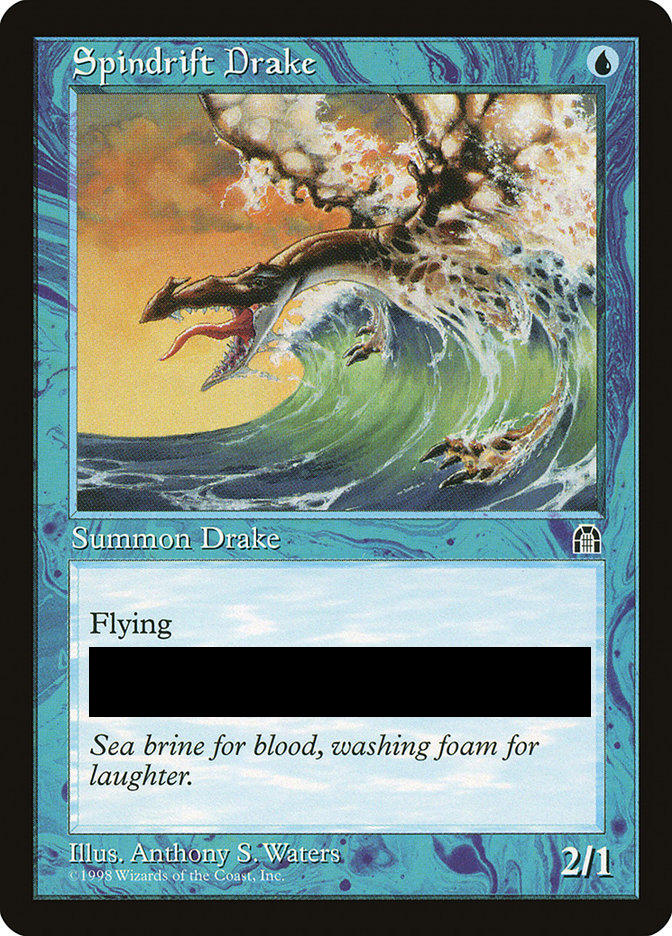 Spindrift Drake
Summon Drake
Flying
Sea brine for blood, washing foam for
laughter.
Illus. Anthony S. Waters
©1998 Wizards of the Coast, Inc.
2/1